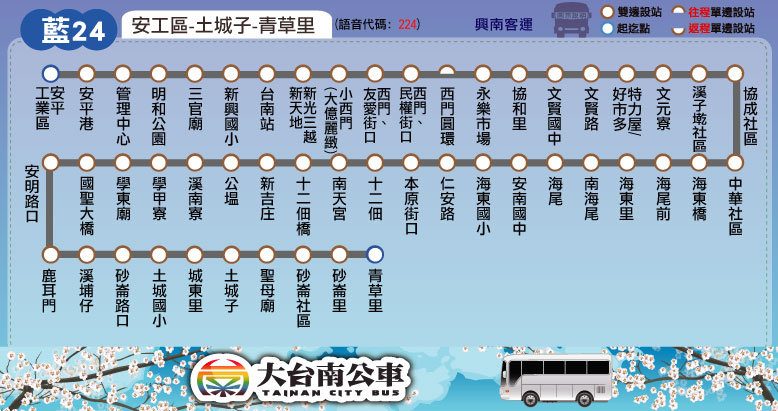 藍24
安工區-土城子-青草里
(語音代碼: 224)
興南客運
雙邊設站
往程單邊設站
起迄點
返程單邊設站
安平工業區
安平港
管理中心
明和公園
三官廟
新興國小
台南站
新光三越新天地
小西門(大億麗緻)
西門、友愛街口
西門、民權街口
西門圓環
永樂市場
協和里
文賢國中
文賢路
特力屋/好市多
文元寮
溪子墘社區
協成社區
中華社區
海東橋
海尾前
海東里
南海尾
海尾
安南國中
海東國小
仁安路
本原街口
十二佃
南天宮
十二佃橋
新吉庄
公塭
溪南寮
學甲寮
學東廟
國聖大橋
安明路口
鹿耳門
溪埔仔
砂崙路口
土城國小
城東里
土城子
聖母廟
砂崙社區
砂崙里
青草里
大台南公車
TAINAN CITY BUS